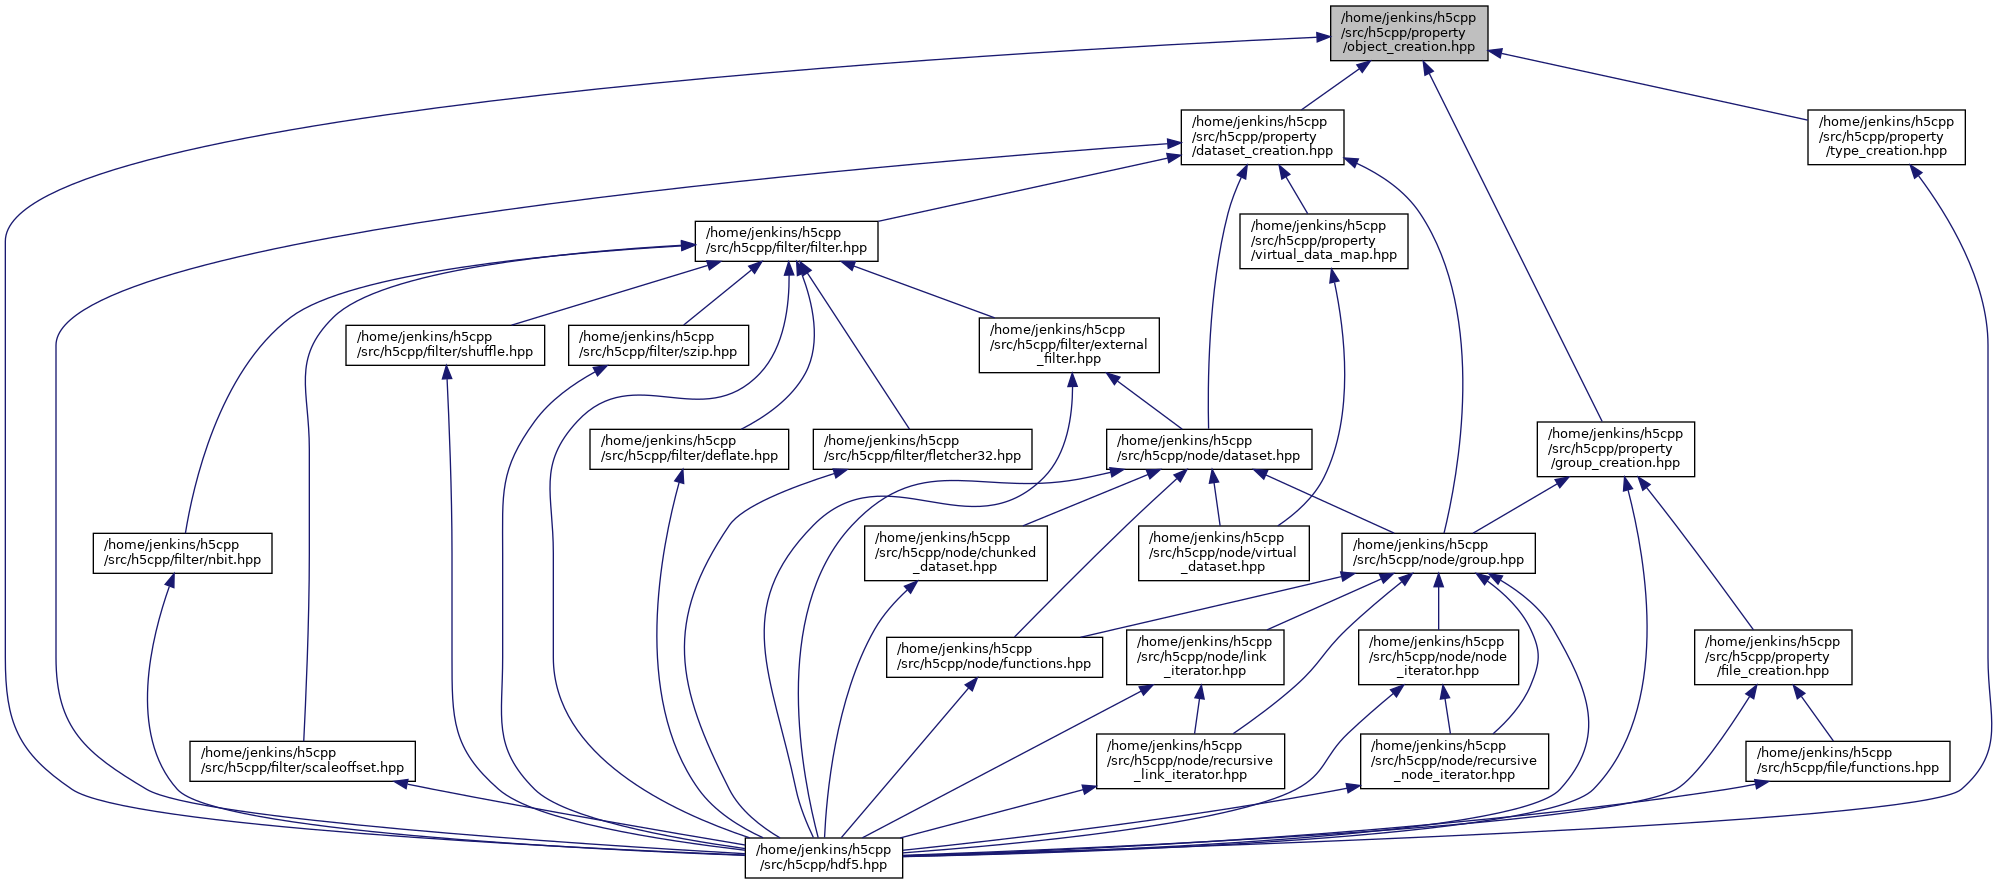 /home/jenkins/h5cpp
/src/h5cpp/property
/object_creation.hpp
/home/jenkins/h5cpp
/src/h5cpp/property
/dataset_creation.hpp
/home/jenkins/h5cpp
/src/h5cpp/property
/type_creation.hpp
/home/jenkins/h5cpp
/src/h5cpp/filter/filter.hpp
/home/jenkins/h5cpp
/src/h5cpp/property
/virtual_data_map.hpp
/home/jenkins/h5cpp
/src/h5cpp/filter/shuffle.hpp
/home/jenkins/h5cpp
/src/h5cpp/filter/szip.hpp
/home/jenkins/h5cpp
/src/h5cpp/filter/external
_filter.hpp
/home/jenkins/h5cpp
/src/h5cpp/filter/deflate.hpp
/home/jenkins/h5cpp
/src/h5cpp/filter/fletcher32.hpp
/home/jenkins/h5cpp
/src/h5cpp/node/dataset.hpp
/home/jenkins/h5cpp
/src/h5cpp/property
/group_creation.hpp
/home/jenkins/h5cpp
/src/h5cpp/filter/nbit.hpp
/home/jenkins/h5cpp
/src/h5cpp/node/chunked
_dataset.hpp
/home/jenkins/h5cpp
/src/h5cpp/node/virtual
_dataset.hpp
/home/jenkins/h5cpp
/src/h5cpp/node/group.hpp
/home/jenkins/h5cpp
/src/h5cpp/node/functions.hpp
/home/jenkins/h5cpp
/src/h5cpp/node/link
_iterator.hpp
/home/jenkins/h5cpp
/src/h5cpp/node/node
_iterator.hpp
/home/jenkins/h5cpp
/src/h5cpp/property
/file_creation.hpp
/home/jenkins/h5cpp
/src/h5cpp/filter/scaleoffset.hpp
/home/jenkins/h5cpp
/src/h5cpp/node/recursive
_link_iterator.hpp
/home/jenkins/h5cpp
/src/h5cpp/node/recursive
_node_iterator.hpp
/home/jenkins/h5cpp
/src/h5cpp/file/functions.hpp
/home/jenkins/h5cpp
/src/h5cpp/hdf5.hpp